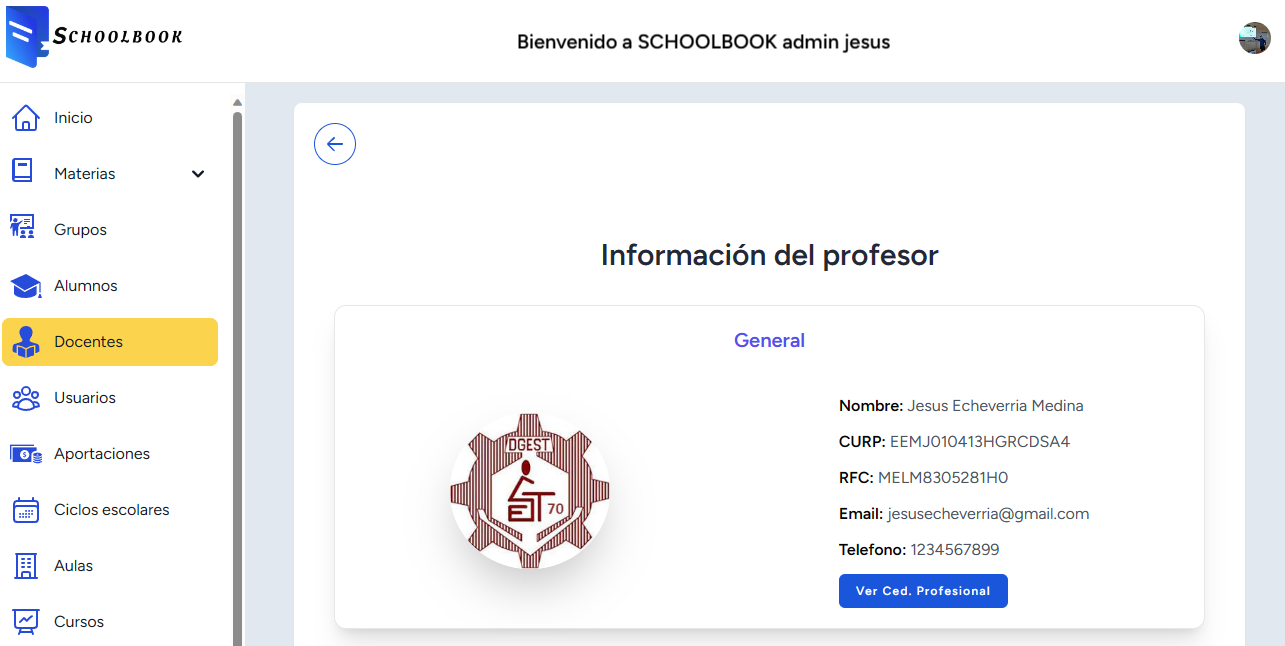 SCHOOLBOOK
Bienvenido a SCHOOLBOOK admin jesus
Inicio
Materias
Grupos
Alumnos
Docentes
Usuarios
Aportaciones
Ciclos escolares
Aulas
Cursos
Información del profesor
General
DGEST
EST 70
Nombre: Jesus Echeverria Medina
CURP: EEMJ010413HGRCDSA4
RFC: MELM8305281H0
Email: jesusecheverria@gmail.com
Telefono: 1234567899
Ver Ced. Profesional